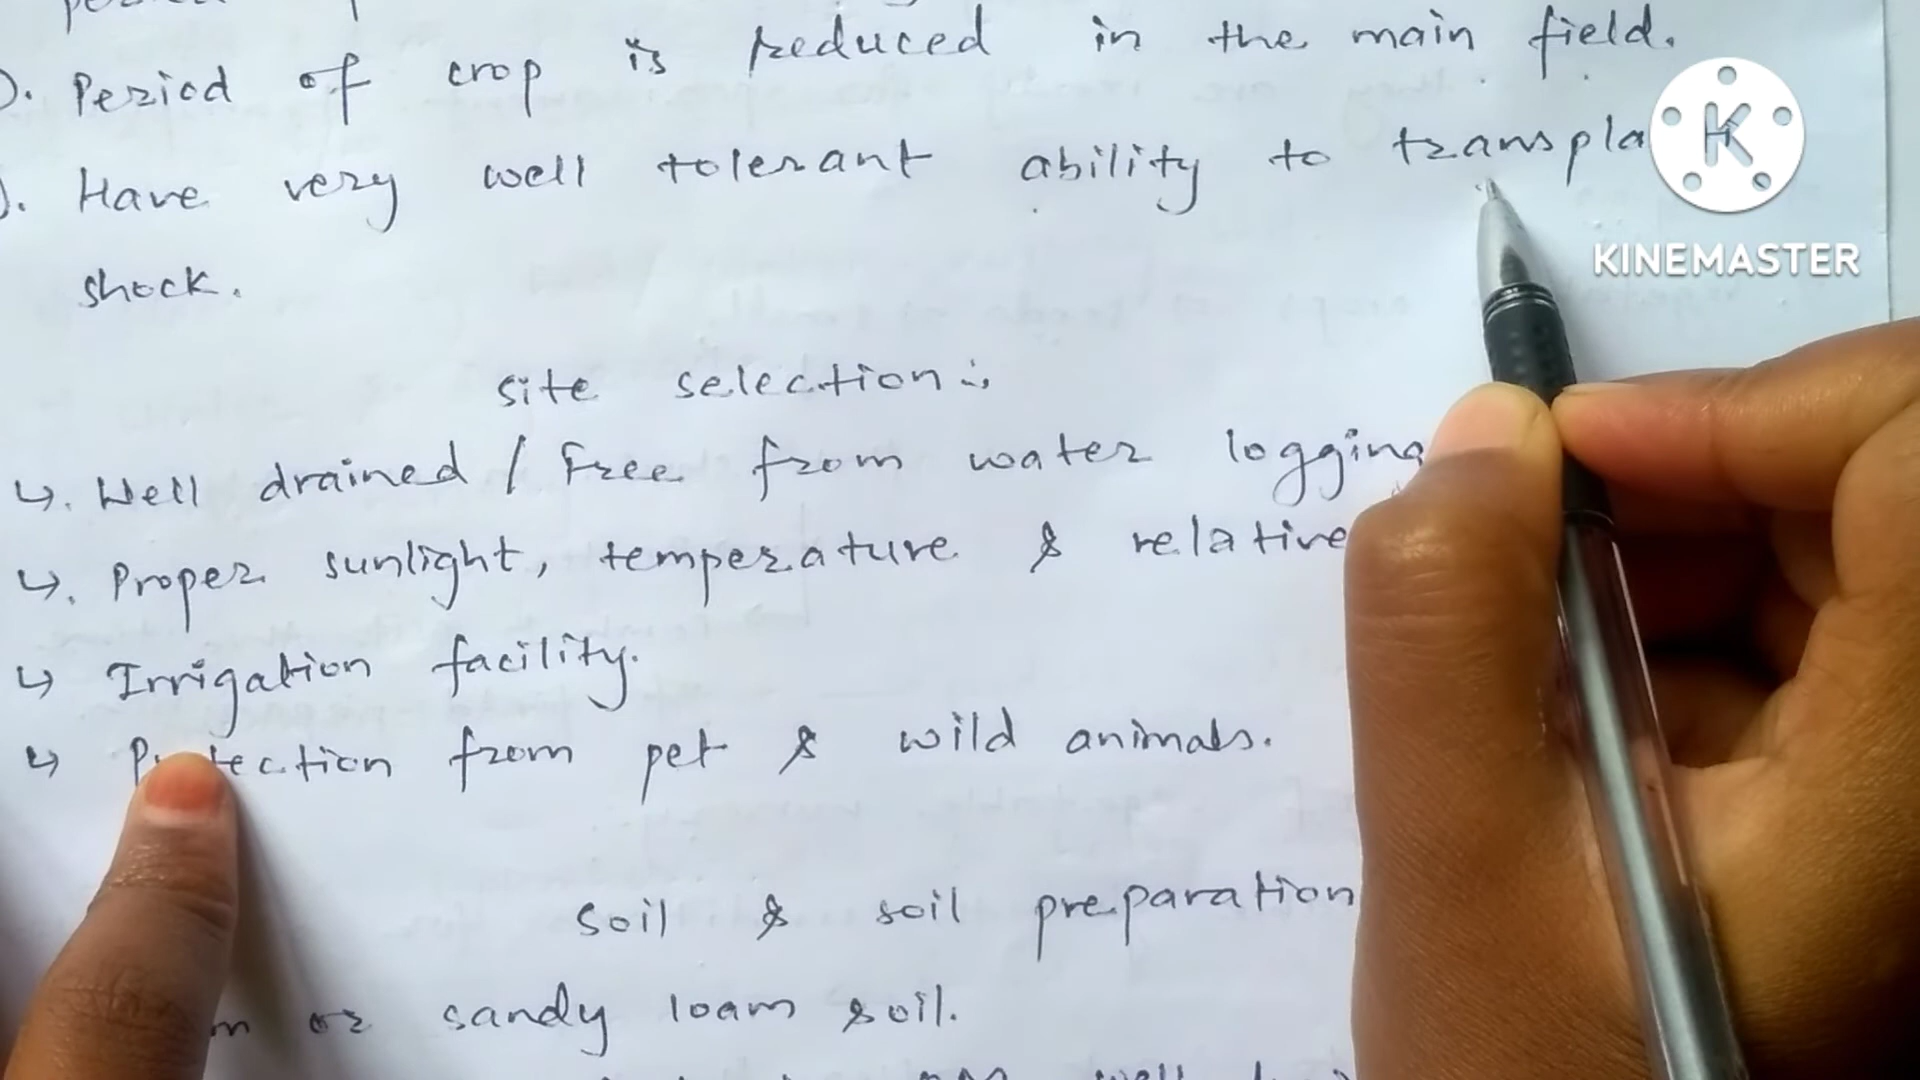 Period of crop is reduced in the main field.
Have very well tolerant ability to transpla
shock.
site selection:
↳. Well drained / Free from water logging
↳. Proper sunlight, temperature & relative
↳ Irrigation facility.
↳ Protection from pet & wild animals.
soil & soil preparation
or sandy loam soil.
well
K
KINEMASTER